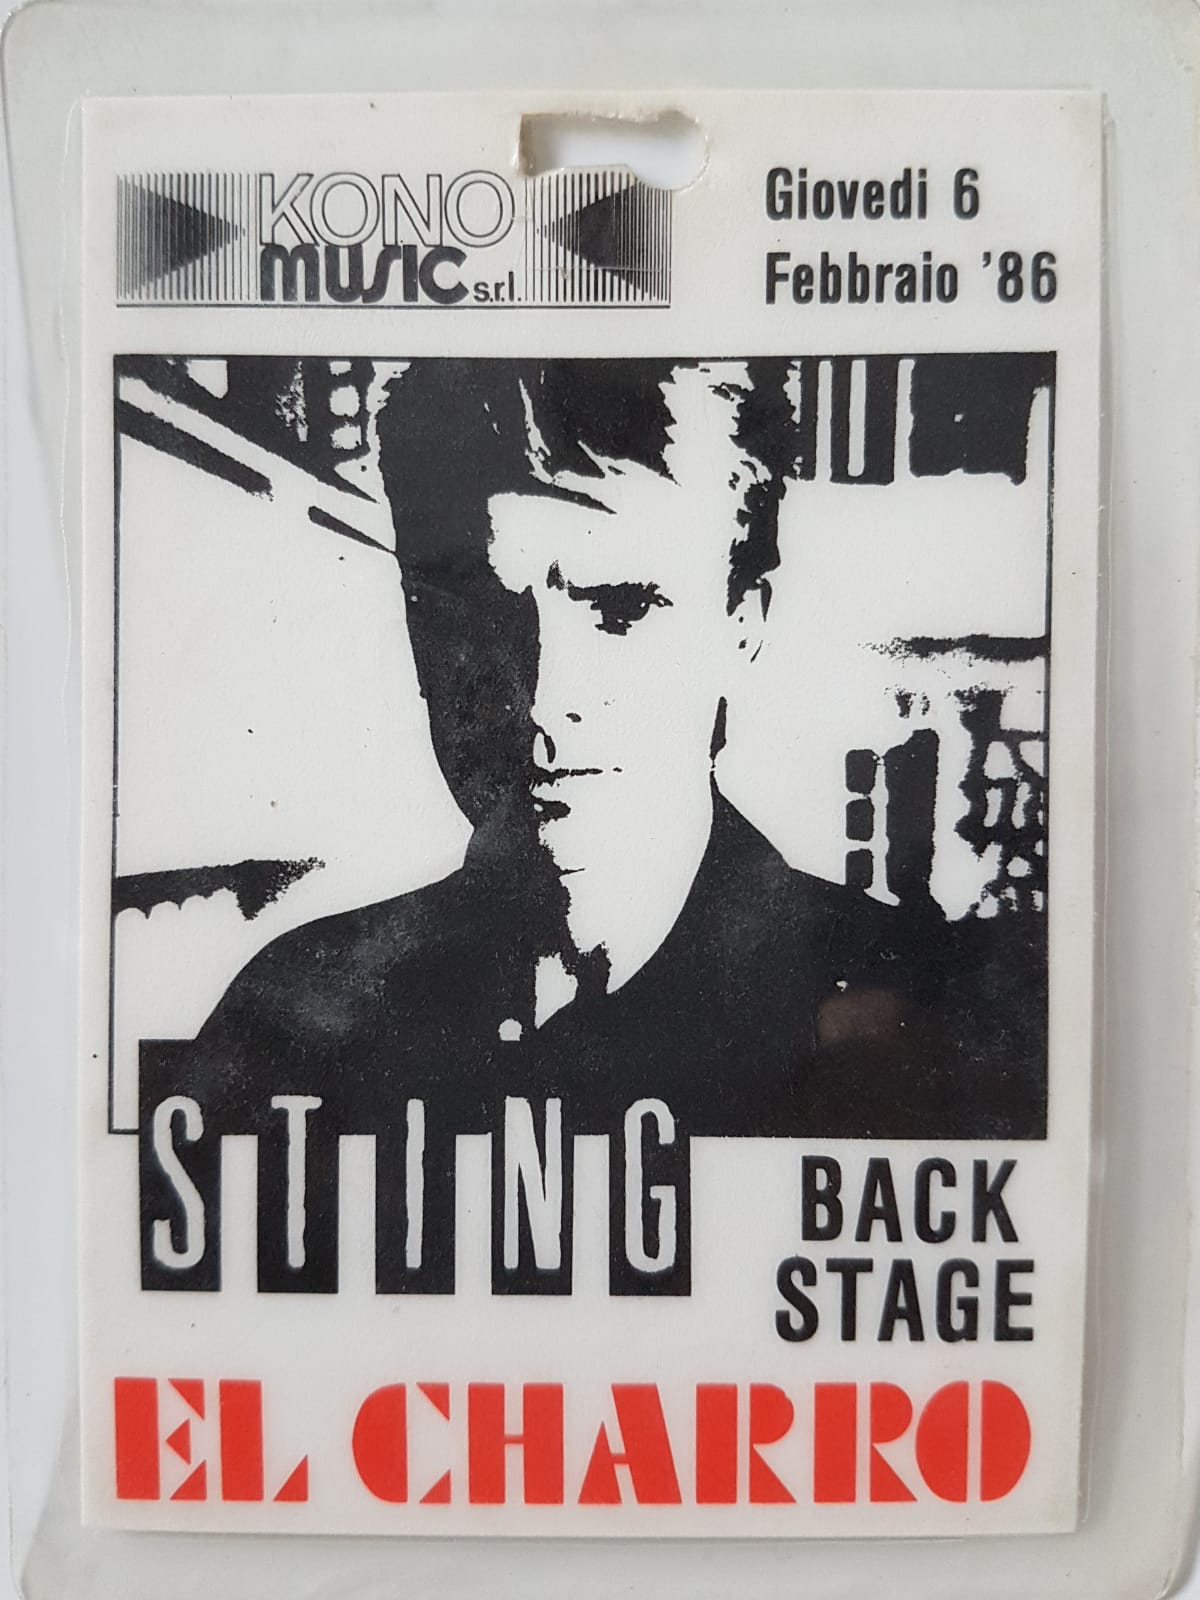 KONO
MUSIC s.r.l.
Giovedi 6
Febbraio '86
STING
BACK
STAGE
EL CHARRO